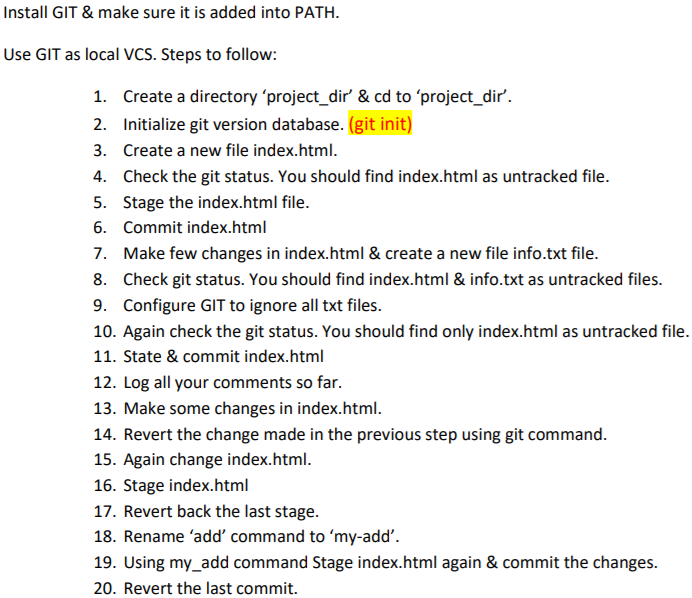 Install GIT & make sure it is added into PATH.
Use GIT as local VCS. Steps to follow:
1. Create a directory ‘project_dir’ & cd to ‘project_dir’.
2. Initialize git version database. (git init)
3. Create a new file index.html.
4. Check the git status. You should find index.html as untracked file.
5. Stage the index.html file.
6. Commit index.html
7. Make few changes in index.html & create a new file info.txt file.
8. Check git status. You should find index.html & info.txt as untracked files.
9. Configure GIT to ignore all txt files.
10. Again check the git status. You should find only index.html as untracked file.
11. State & commit index.html
12. Log all your comments so far.
13. Make some changes in index.html.
14. Revert the change made in the previous step using git command.
15. Again change index.html.
16. Stage index.html
17. Revert back the last stage.
18. Rename ‘add’ command to ‘my-add’.
19. Using my_add command Stage index.html again & commit the changes.
20. Revert the last commit.